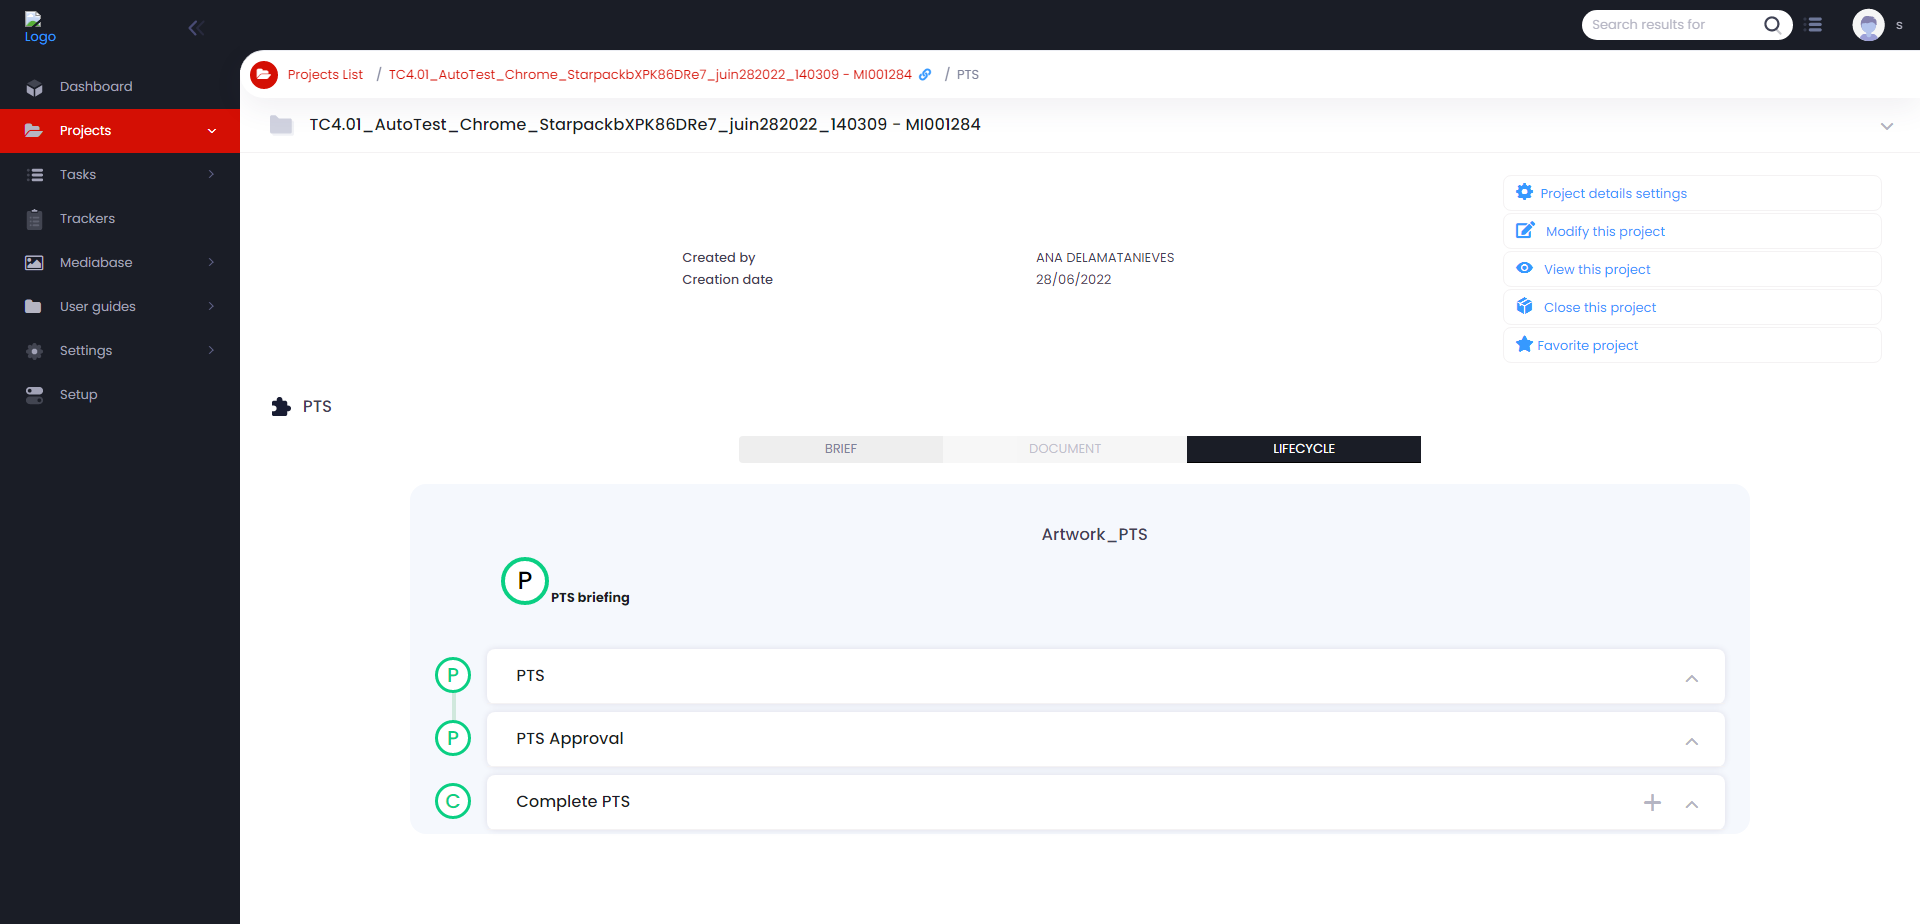 Logo
Search results for
s
Dashboard
Projects
Tasks
Trackers
Mediabase
User guides
Settings
Setup
Projects List / TC4.01_AutoTest_Chrome_StarpackbXPK86DRe7_juin282022_140309 - MI001284 / PTS
TC4.01_AutoTest_Chrome_StarpackbXPK86DRe7_juin282022_140309 - MI001284
Created by ANA DELAMATANIEVES
Creation date 28/06/2022
Project details settings
Modify this project
View this project
Close this project
Favorite project
PTS
BRIEF DOCUMENT LIFECYCLE
Artwork_PTS
P PTS briefing
P PTS
P PTS Approval
C Complete PTS